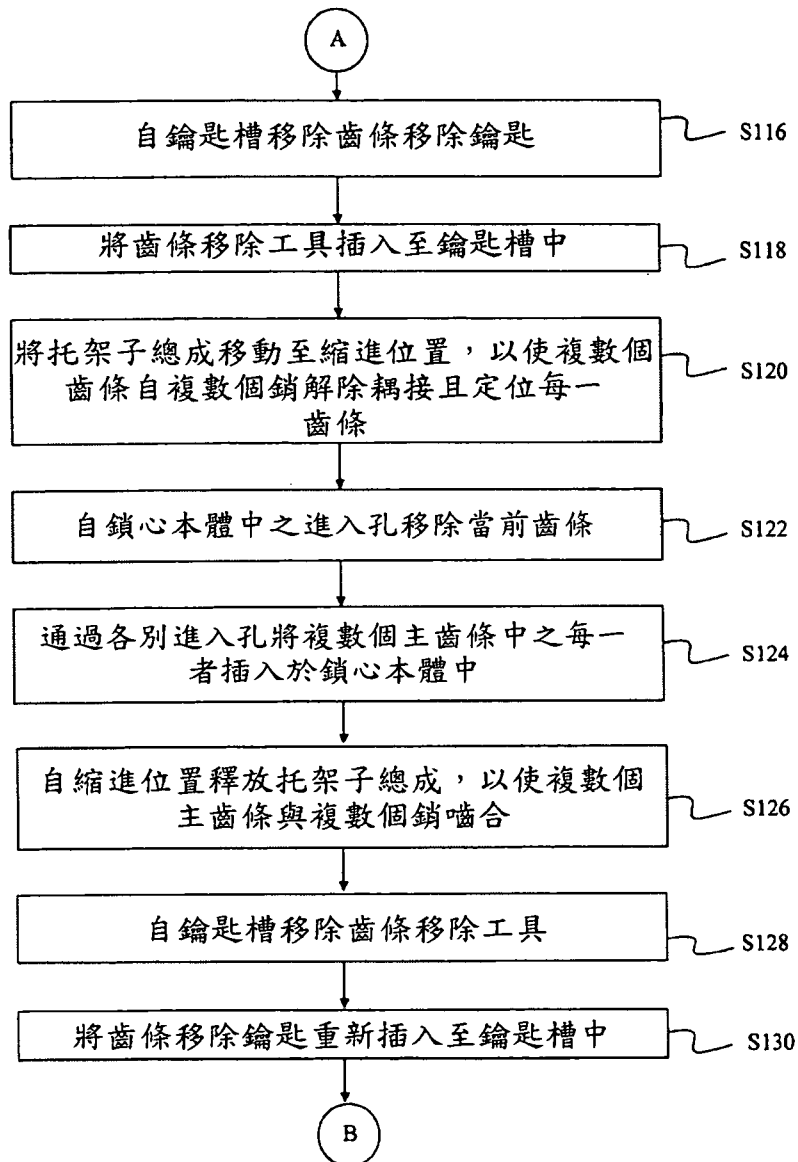 A
自鑰匙槽移除齒條移除鑰匙
S116
將齒條移除工具插入至鑰匙槽中
S118
將托架子總成移動至縮進位置，以使複數個
齒條自複數個銷解除耦接且定位每一
齒條
S120
自鎖心本體中之進入孔移除當前齒條
S122
通過各別進入孔將複數個主齒條中之每一
者插入於鎖心本體中
S124
自縮進位置釋放托架子總成，以使複數個
主齒條與複數個銷嚙合
S126
自鑰匙槽移除齒條移除工具
S128
將齒條移除鑰匙重新插入至鑰匙槽中
S130
B